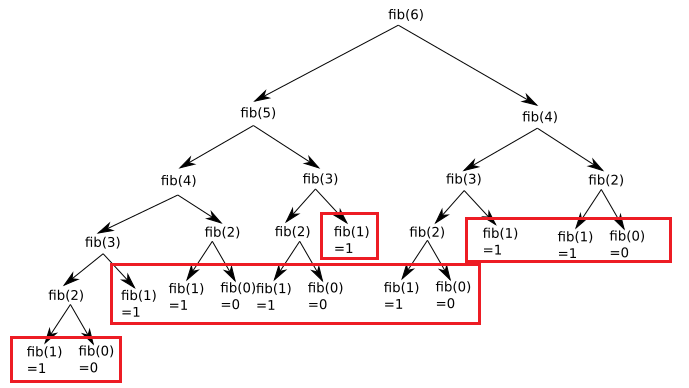 fib(6)
fib(5)
fib(4)
fib(4)
fib(3)
fib(3)
fib(2)
fib(3)
fib(2)
fib(2)
fib(1)
=1
fib(2)
fib(1)
=1
fib(1)
=1
fib(0)
=0
fib(2)
fib(1)
=1
fib(1)
=1
fib(0)
=0
fib(1)
=1
fib(0)
=0
fib(1)
=1
fib(0)
=0
fib(1)
=1
fib(0)
=0